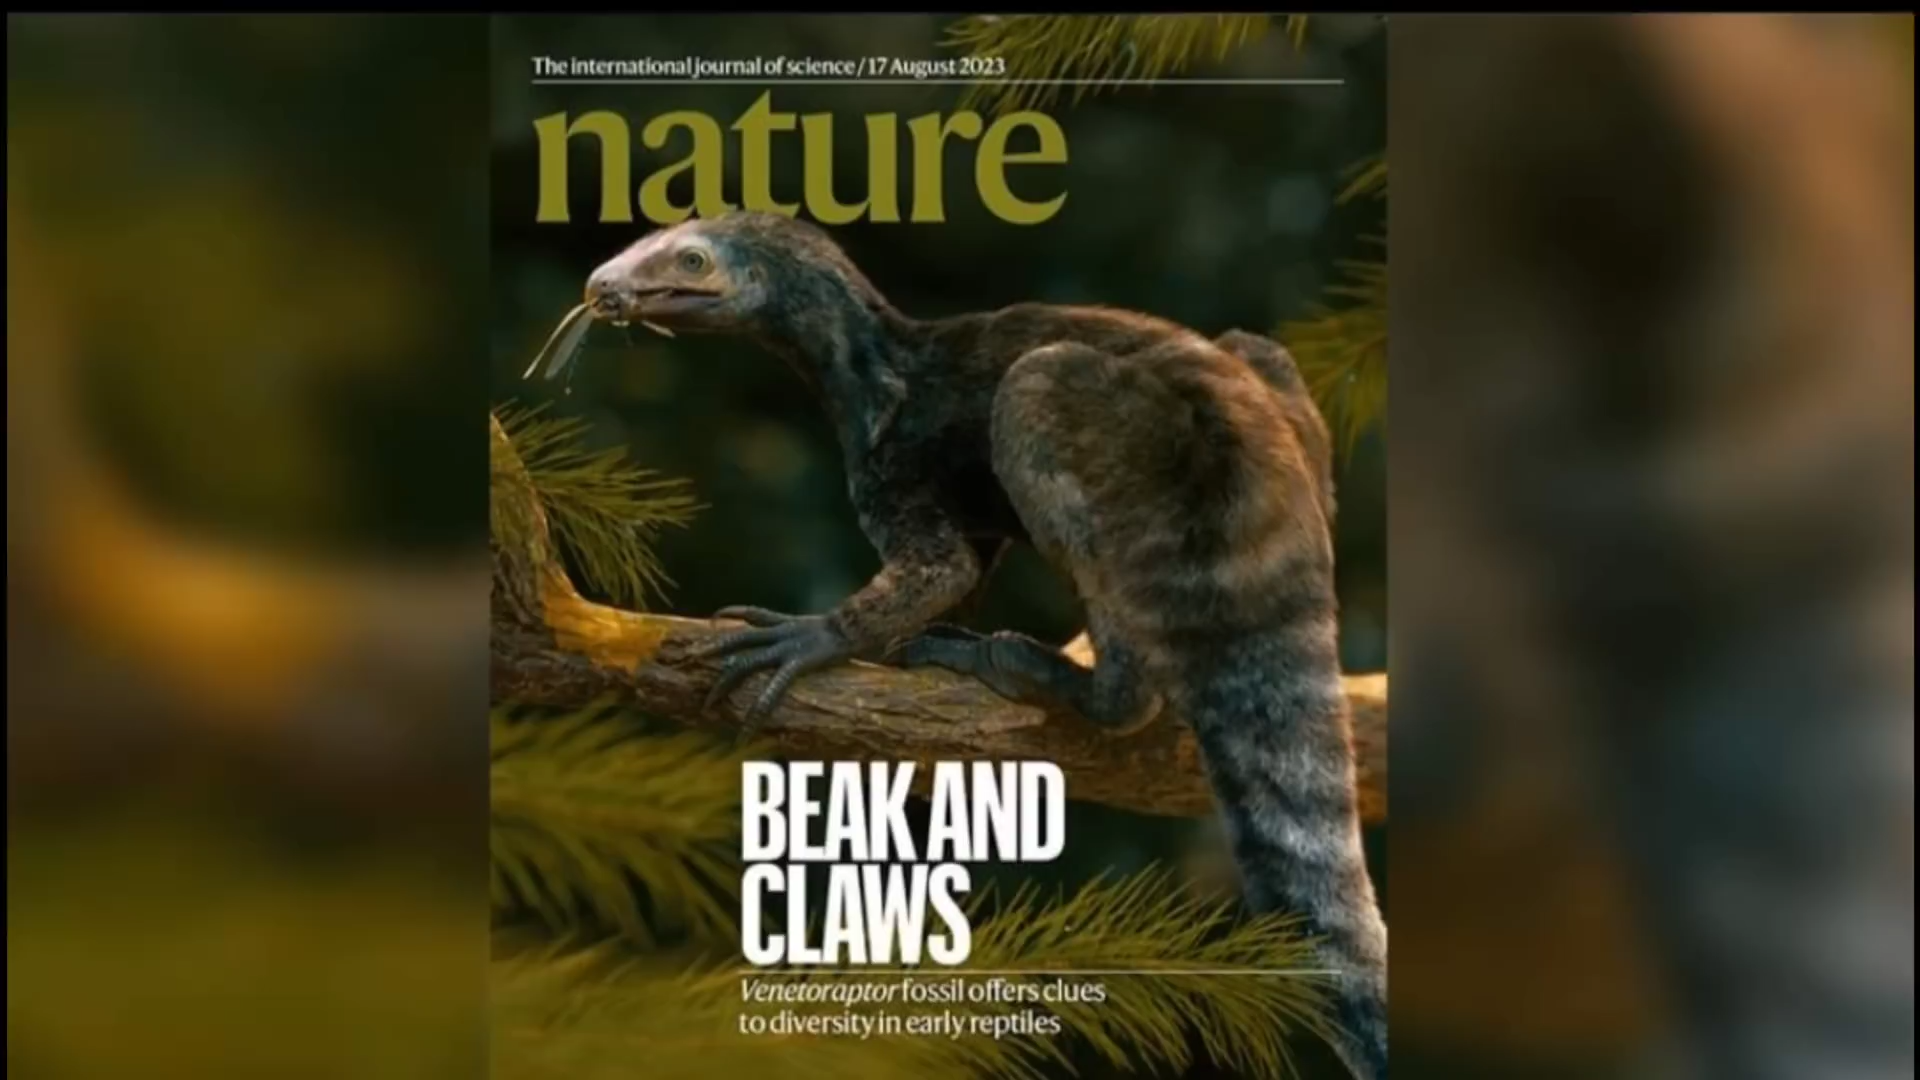 The international journal of science / 17 August 2023
nature
BEAK AND
CLAWS
Venetoraptor fossil offers clues
to diversity in early reptiles